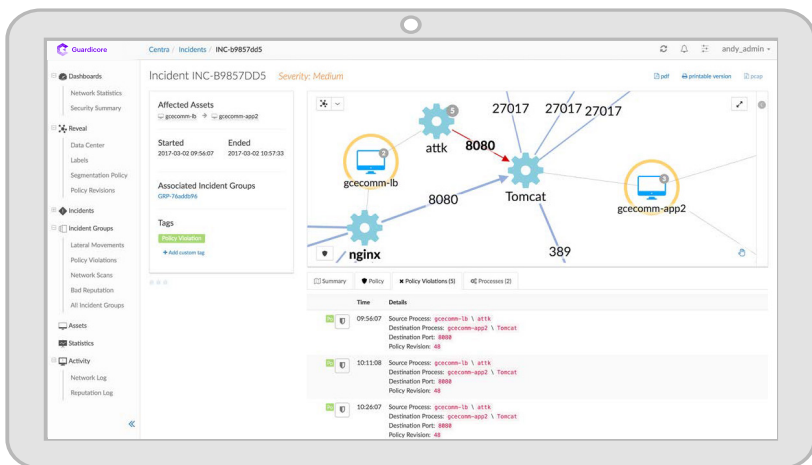 Guardicore
Centra / Incidents / INC-b9857dd5
andy_admin
Dashboards
Network Statistics
Security Summary
Reveal
Data Center
Labels
Segmentation Policy
Policy Revisions
Incidents
Incident Groups
Lateral Movements
Policy Violations
Network Scans
Bad Reputation
All Incident Groups
Assets
Statistics
Activity
Network Log
Reputation Log
Incident INC-B9857DD5 Severity: Medium
pdf printable version pcap
Affected Assets
gcecomm-lb → gcecomm-app2
Started Ended
2017-03-02 09:56:07 2017-03-02 10:57:33
Associated Incident Groups
GRP-76addb96
Tags
Policy Violation
+ Add custom tag
27017 27017 27017
5
attk 8080
2
gcecomm-lb
Tomcat
3
gcecomm-app2
8080
nginx
389
Summary Policy Policy Violations (5) Processes (2)
Time Details
09:56:07 Source Process: gcecomm-lb \ attk
Destination Process: gcecomm-app2 \ Tomcat
Destination Port: 8080
Policy Revision: 48
10:11:08 Source Process: gcecomm-lb \ attk
Destination Process: gcecomm-app2 \ Tomcat
Destination Port: 8080
Policy Revision: 48
10:26:07 Source Process: gcecomm-lb \ attk
Destination Process: gcecomm-app2 \ Tomcat
Destination Port: 8080
Policy Revision: 48